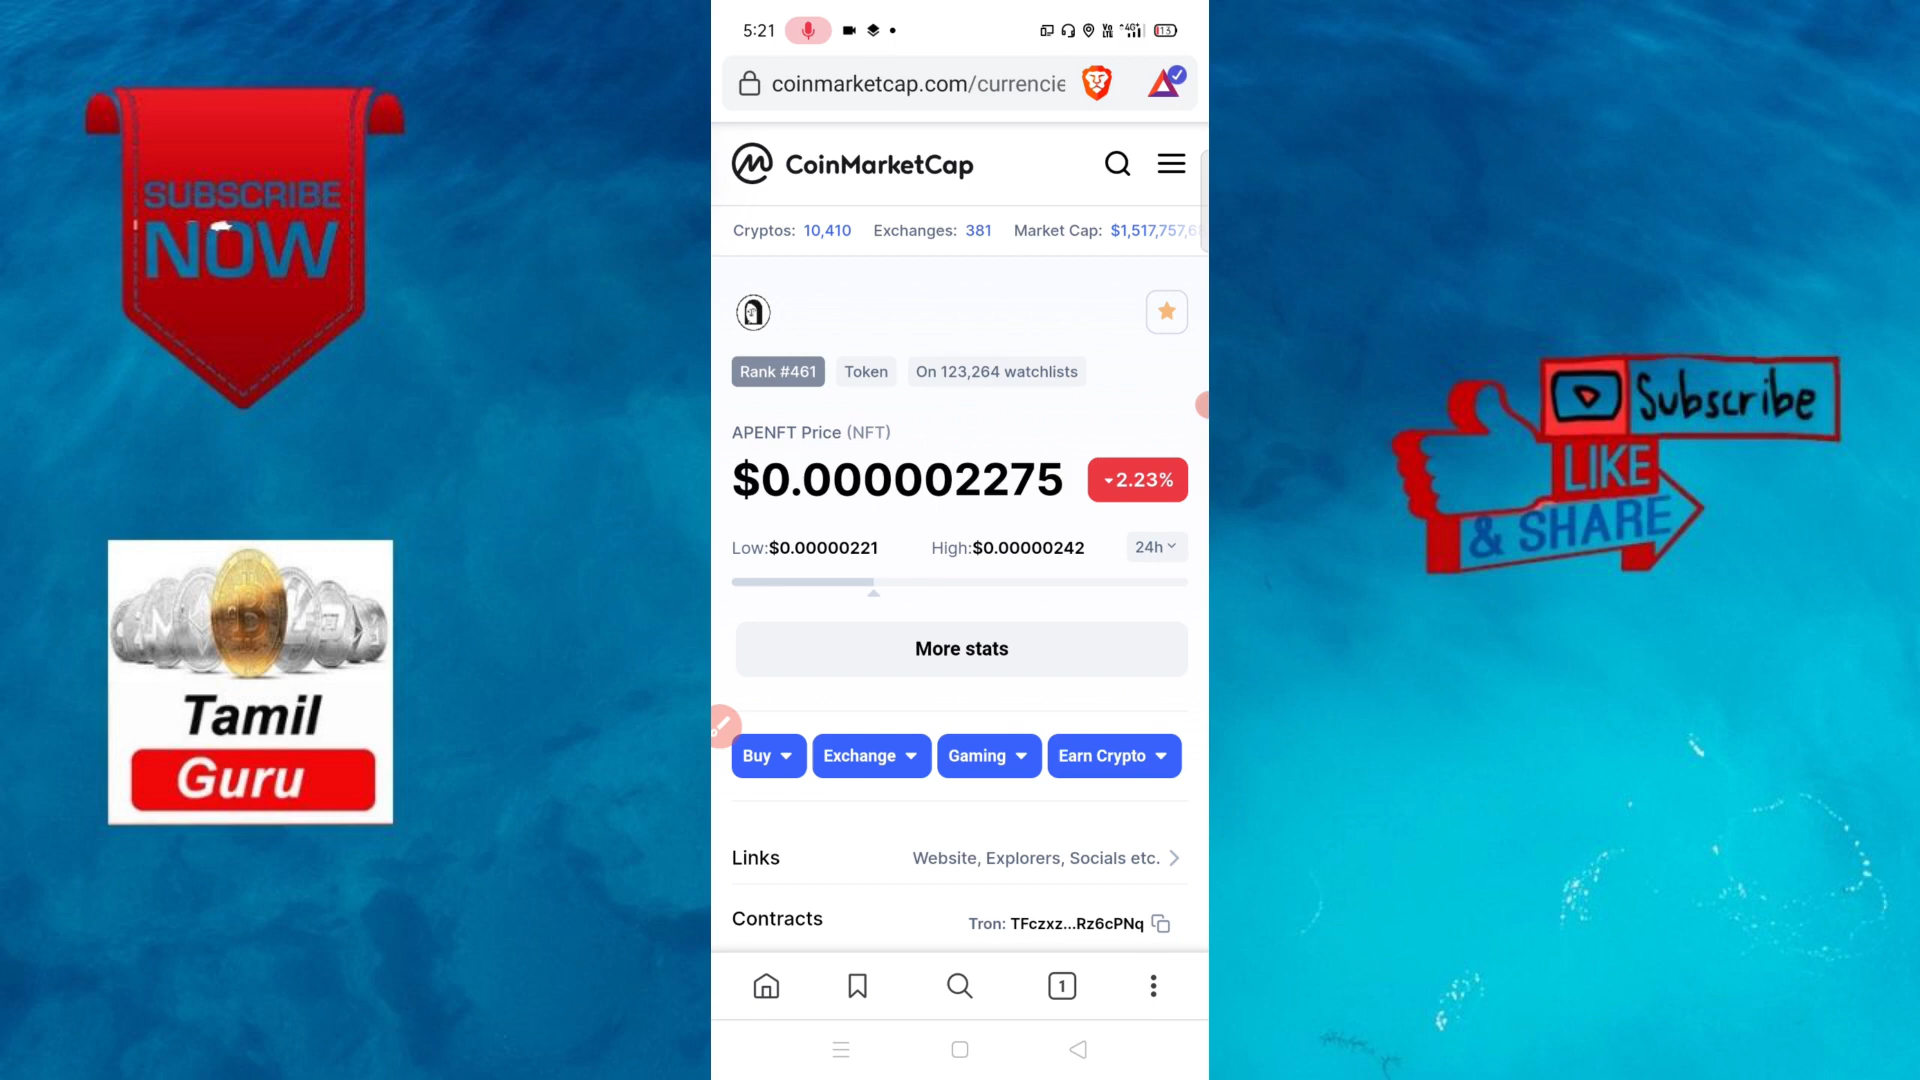 SUBSCRIBE
NOW
Tamil
Guru
5:21
13
coinmarketcap.com/currencie
CoinMarketCap
Cryptos: 10,410 Exchanges: 381 Market Cap: $1,517,757,6
Rank #461 Token On 123,264 watchlists
APENFT Price (NFT)
$0.000002275 2.23%
Low:$0.00000221 High:$0.00000242 24h
More stats
Buy Exchange Gaming Earn Crypto
Links Website, Explorers, Socials etc.
Contracts Tron: TFczxz...Rz6cPNq
1
Subscribe
LIKE
& SHARE